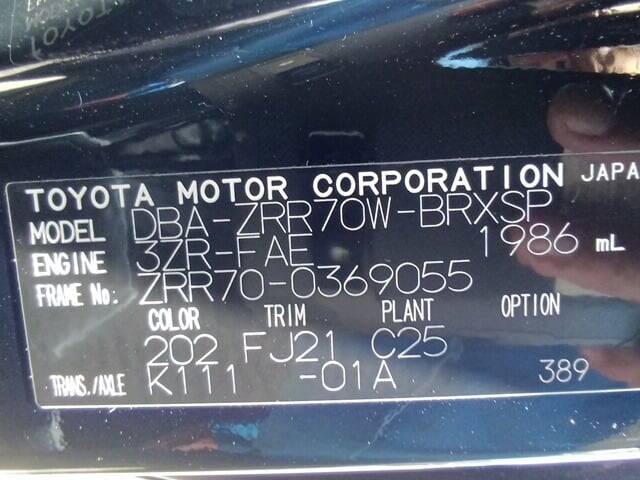 TOYOTA MOTOR CORPORATION JAPA
MODEL DBA-ZRR70W-BRXSP
ENGINE 3ZR-FAE 1986 mL
FRAME No: ZRR70-0369055
COLOR TRIM PLANT OPTION
202 FJ21 C25
TRANS./AXLE K111 -01A 389